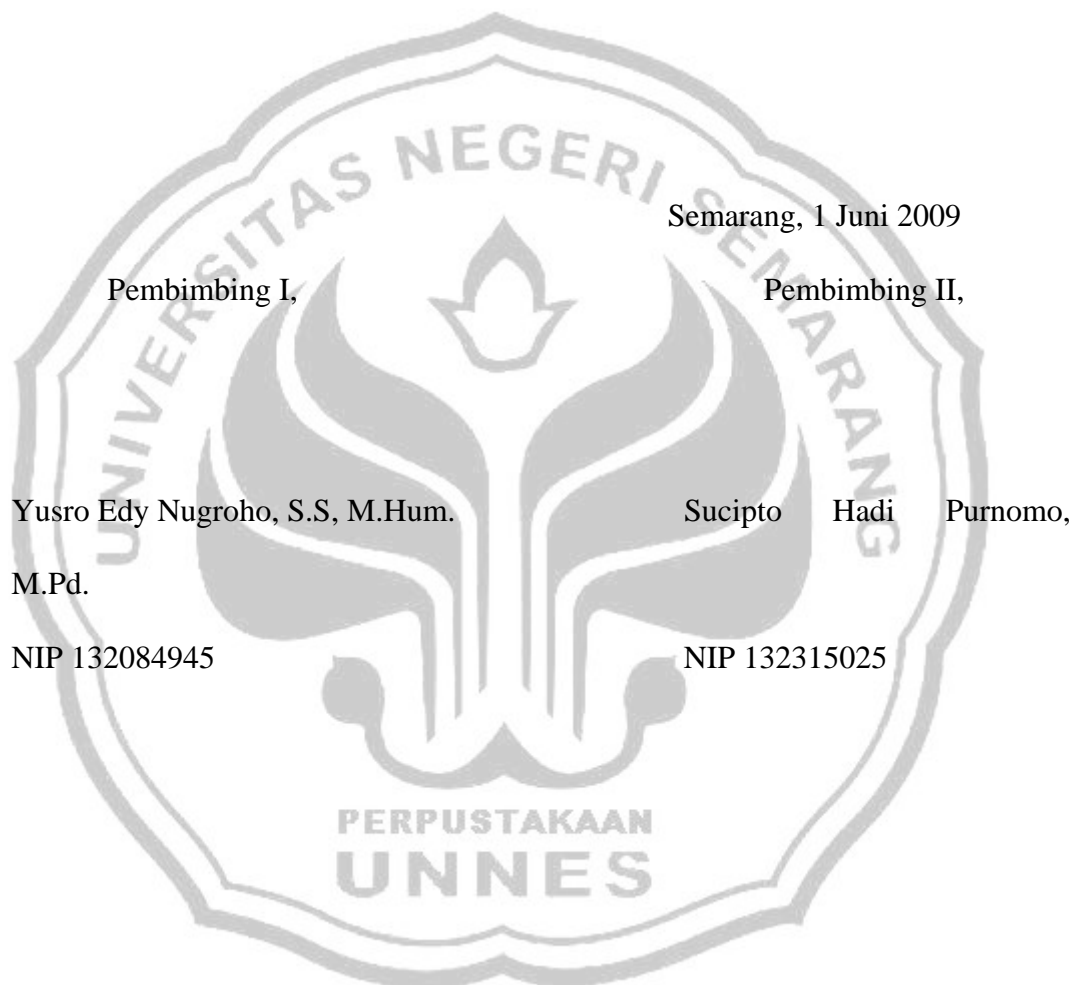 UNIVERSITAS NEGERI SEMARANG
Semarang, 1 Juni 2009
Pembimbing I, Pembimbing II,
Yusro Edy Nugroho, S.S, M.Hum. Sucipto Hadi Purnomo,
M.Pd.
NIP 132084945 NIP 132315025
PERPUSTAKAAN
UNNES